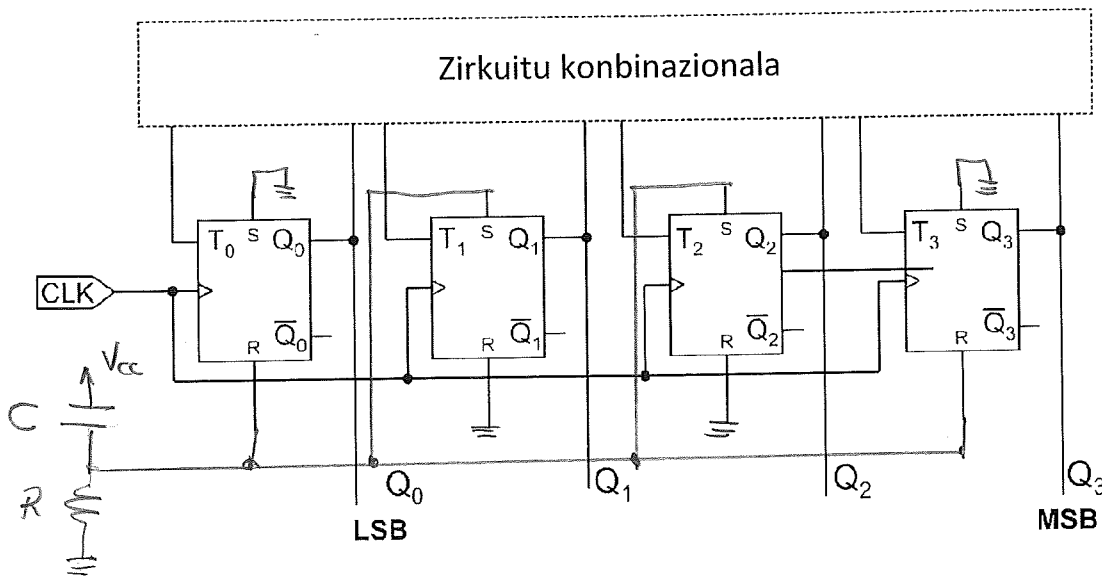 Zirkuitu konbinazionala
T0 S Q0
T1 S Q1
T2 S Q2
T3 S Q3
CLK
R Q̅0
R Q̅1
R Q̅2
R Q̅3
Vcc
C
R
Q0 Q1 Q2 Q3
LSB MSB